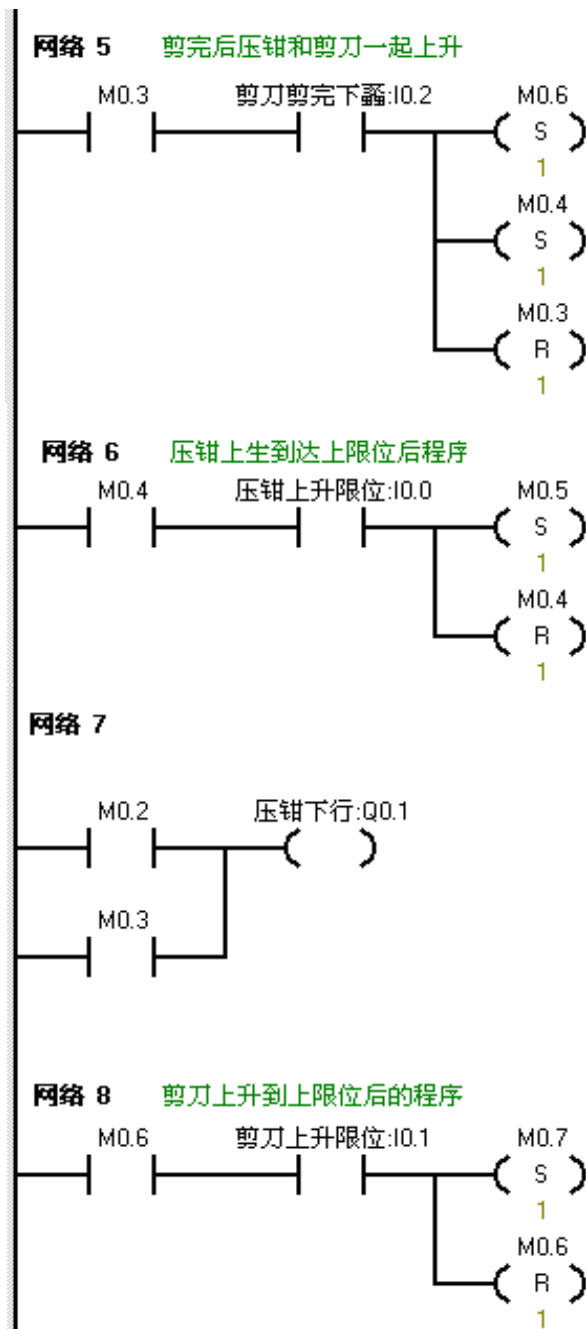 网络 5 剪完后压钳和剪刀一起上升
M0.3 剪刀剪完下:I0.2 M0.6
S
1
M0.4
S
1
M0.3
R
1
网络 6 压钳上生到达上限位后程序
M0.4 压钳上升限位:I0.0 M0.5
S
1
M0.4
R
1
网络 7
M0.2 压钳下行:Q0.1
M0.3
网络 8 剪刀上升到上限位后的程序
M0.6 剪刀上升限位:I0.1 M0.7
S
1
M0.6
R
1